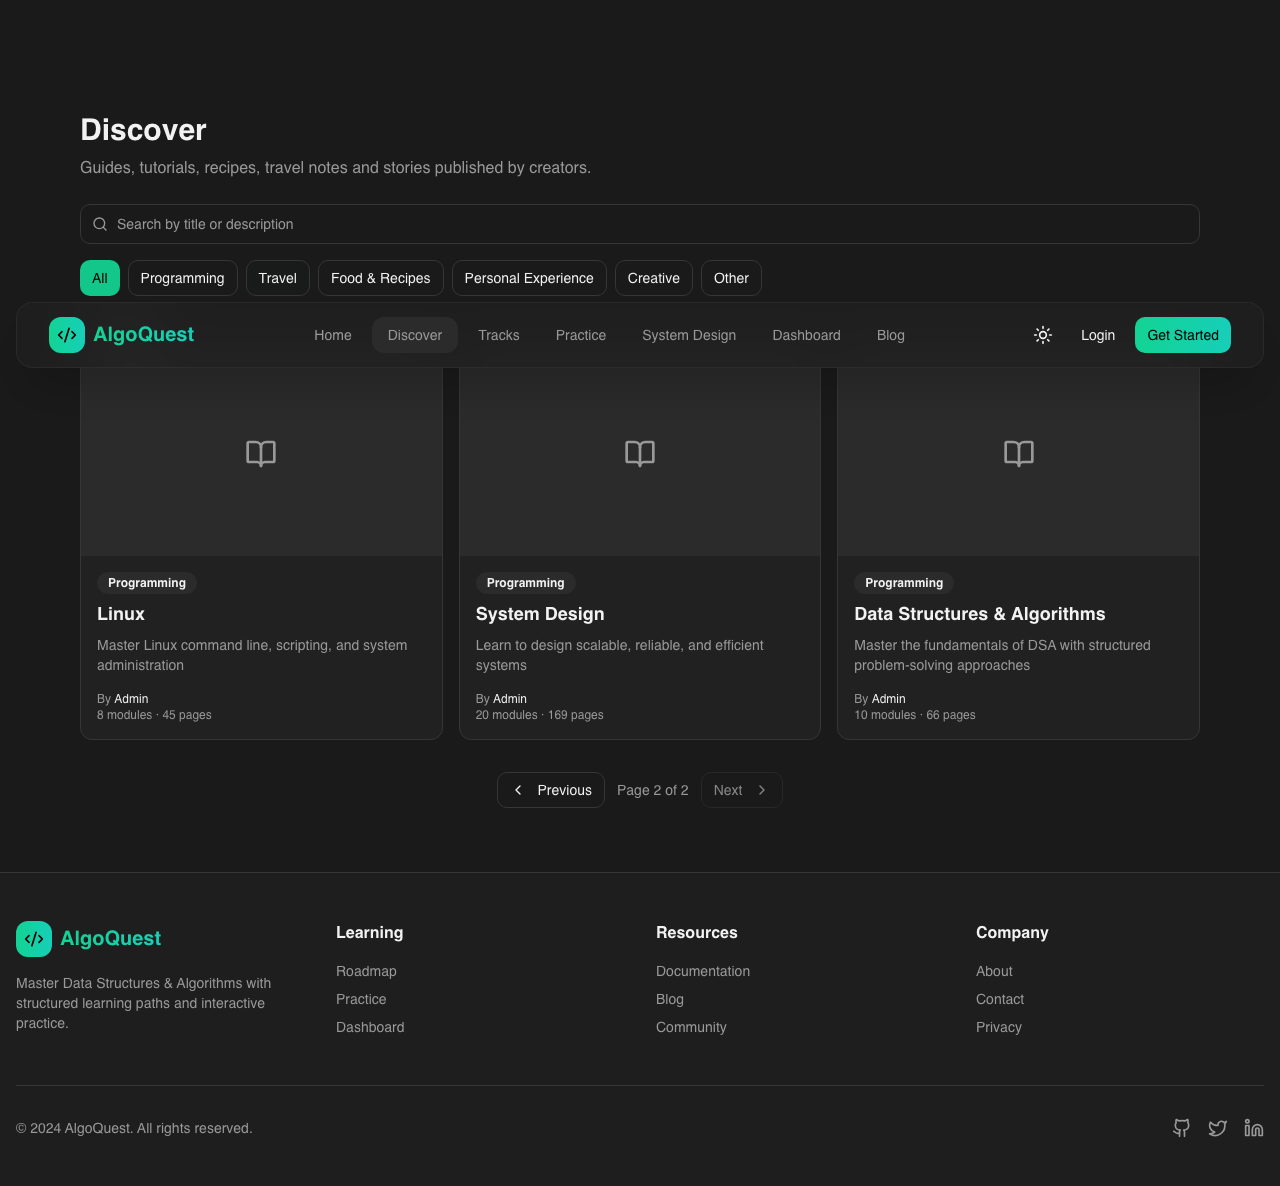 Discover
Guides, tutorials, recipes, travel notes and stories published by creators.
Search by title or description
All Programming Travel Food & Recipes Personal Experience Creative Other
AlgoQuest Home Discover Tracks Practice System Design Dashboard Blog Login Get Started
Programming
Linux
Master Linux command line, scripting, and system
administration
By Admin
8 modules · 45 pages
Programming
System Design
Learn to design scalable, reliable, and efficient
systems
By Admin
20 modules · 169 pages
Programming
Data Structures & Algorithms
Master the fundamentals of DSA with structured
problem-solving approaches
By Admin
10 modules · 66 pages
Previous Page 2 of 2 Next
AlgoQuest
Master Data Structures & Algorithms with
structured learning paths and interactive
practice.
Learning
Roadmap
Practice
Dashboard
Resources
Documentation
Blog
Community
Company
About
Contact
Privacy
© 2024 AlgoQuest. All rights reserved.